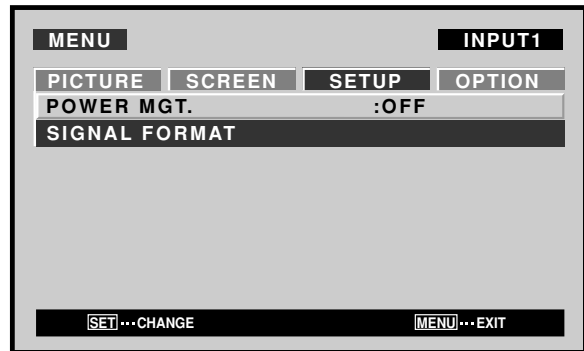 MENU INPUT1
PICTURE SCREEN SETUP OPTION
POWER MGT. :OFF
SIGNAL FORMAT
SET···CHANGE MENU···EXIT